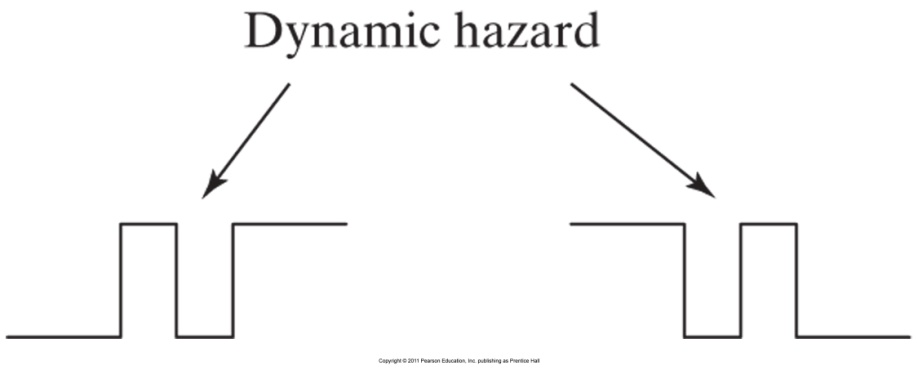 Dynamic hazard
Copyright © 2011 Pearson Education, Inc. publishing as Prentice Hall